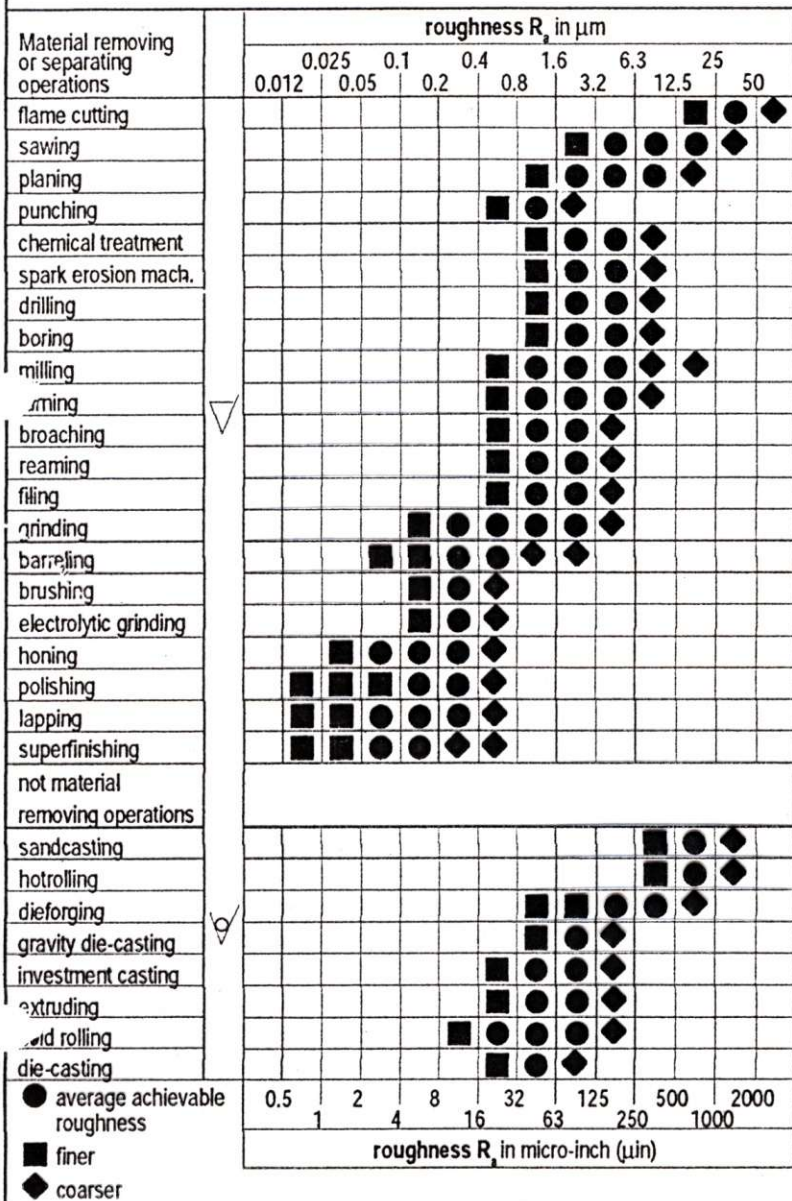 roughness Ra in µm
Material removing
or separating
operations
0.025 0.1 0.4 1.6 6.3 25
0.012 0.05 0.2 0.8 3.2 12.5 50
flame cutting
sawing
planing
punching
chemical treatment
spark erosion mach.
drilling
boring
milling
broaching
reaming
filling
grinding
barreling
brushing
electrolytic grinding
honing
polishing
lapping
superfinishing
not material
removing operations
sandcasting
hotrolling
dieforging
gravity die-casting
investment casting
extruding
rolling
die-casting
average achievable
roughness
finer
coarser
0.5 2 8 32 125 500 2000
1 4 16 63 250 1000
roughness Ra in micro-inch (µin)